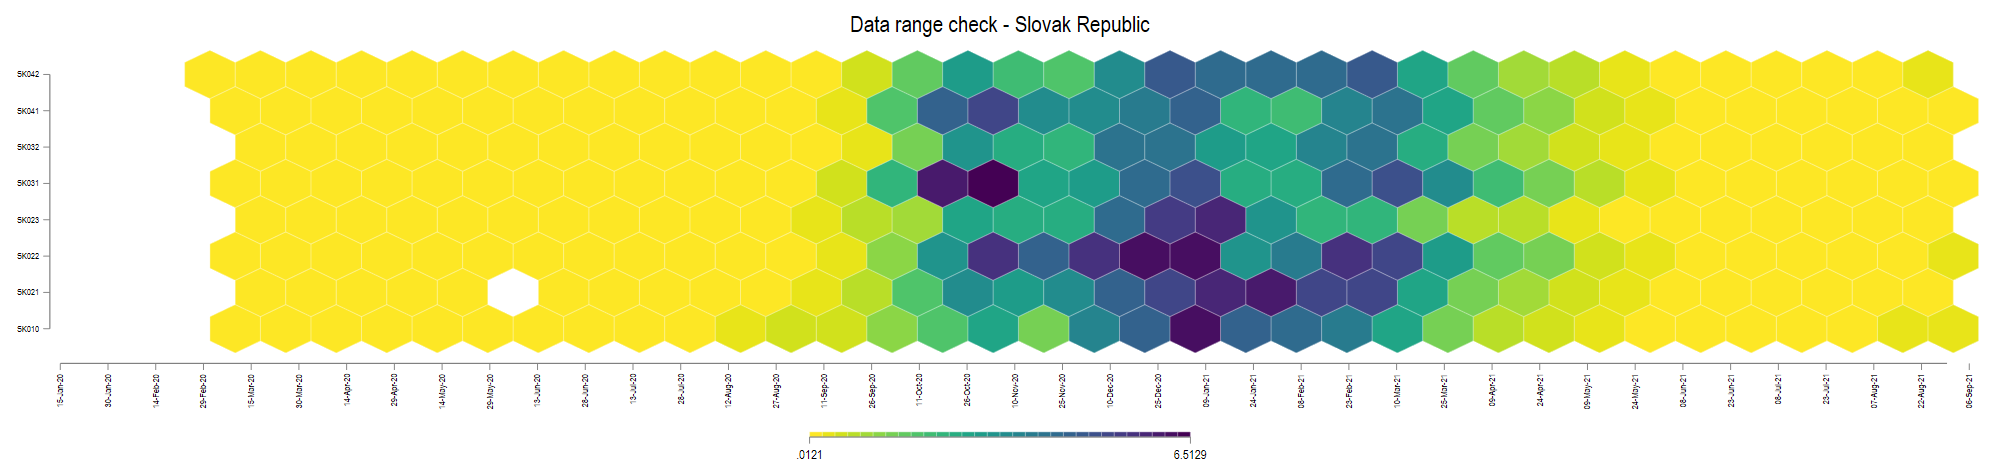 Data range check - Slovak Republic
SK042
SK041
SK032
SK031
SK023
SK022
SK021
SK010
15-Jan-20
30-Jan-20
14-Feb-20
29-Feb-20
15-Mar-20
30-Mar-20
14-Apr-20
29-Apr-20
14-May-20
29-May-20
13-Jun-20
28-Jun-20
13-Jul-20
28-Jul-20
12-Aug-20
27-Aug-20
11-Sep-20
26-Sep-20
11-Oct-20
26-Oct-20
10-Nov-20
25-Nov-20
10-Dec-20
25-Dec-20
09-Jan-21
24-Jan-21
08-Feb-21
23-Feb-21
10-Mar-21
25-Mar-21
09-Apr-21
24-Apr-21
09-May-21
24-May-21
08-Jun-21
23-Jun-21
08-Jul-21
23-Jul-21
07-Aug-21
22-Aug-21
06-Sep-21
.0121 6.5129